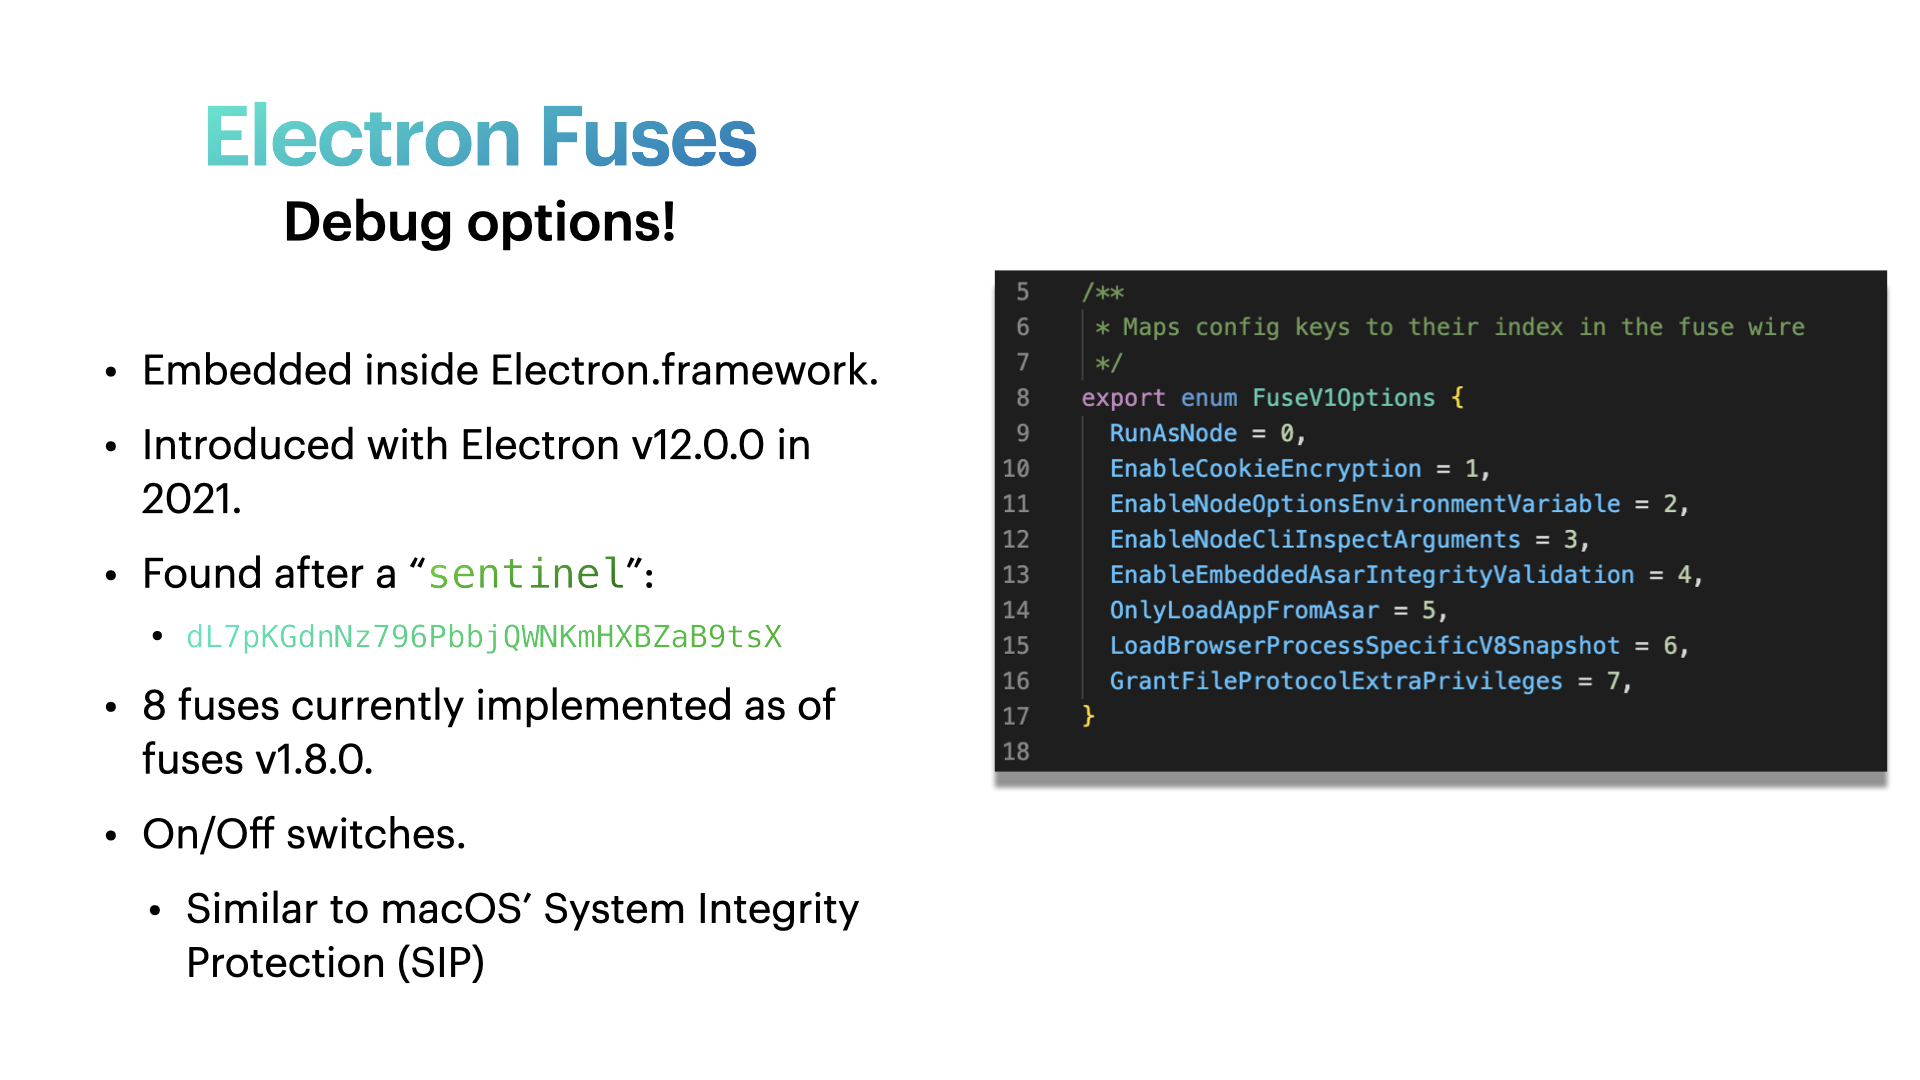 Electron Fuses
Debug options!
• Embedded inside Electron.framework.
• Introduced with Electron v12.0.0 in
2021.
• Found after a “sentinel”:
• dL7pKGdnNz796PbbjQWNKmHXBZaB9tsX
• 8 fuses currently implemented as of
fuses v1.8.0.
• On/Off switches.
• Similar to macOS’ System Integrity
Protection (SIP)
5 /**
6 * Maps config keys to their index in the fuse wire
7 */
8 export enum FuseV1Options {
9 RunAsNode = 0,
10 EnableCookieEncryption = 1,
11 EnableNodeOptionsEnvironmentVariable = 2,
12 EnableNodeCliInspectArguments = 3,
13 EnableEmbeddedAsarIntegrityValidation = 4,
14 OnlyLoadAppFromAsar = 5,
15 LoadBrowserProcessSpecificV8Snapshot = 6,
16 GrantFileProtocolExtraPrivileges = 7,
17 }
18